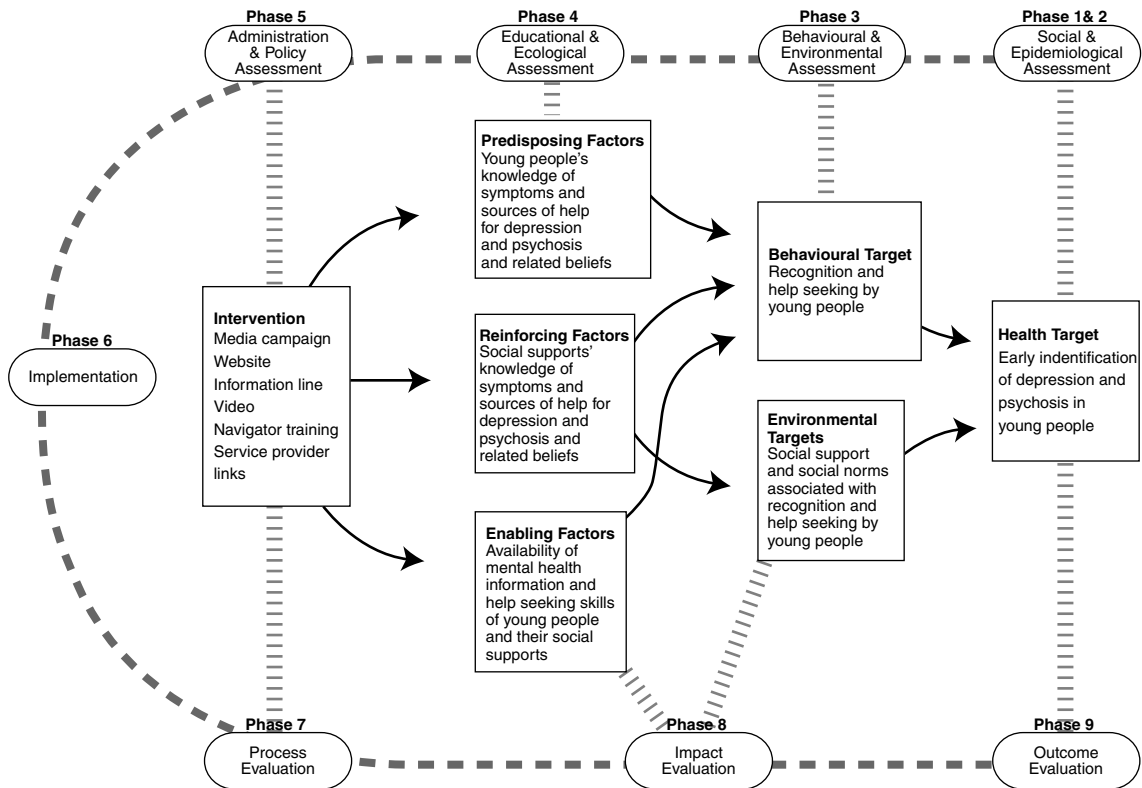 Phase 5
Administration
& Policy
Assessment
Phase 4
Educational &
Ecological
Assessment
Phase 3
Behavioural &
Environmental
Assessment
Phase 1& 2
Social &
Epidemiological
Assessment
Predisposing Factors
Young people's
knowledge of
symptoms and
sources of help
for depression
and psychosis
and related beliefs
Behavioural Target
Recognition and
help seeking by
young people
Intervention
Media campaign
Website
Information line
Video
Navigator training
Service provider
links
Reinforcing Factors
Social supports'
knowledge of
symptoms and
sources of help for
depression and
psychosis and
related beliefs
Health Target
Early indentification
of depression and
psychosis in
young people
Phase 6
Implementation
Environmental
Targets
Social support
and social norms
associated with
recognition and
help seeking by
young people
Enabling Factors
Availability of
mental health
information and
help seeking skills
of young people
and their social
supports
Phase 7
Process
Evaluation
Phase 8
Impact
Evaluation
Phase 9
Outcome
Evaluation